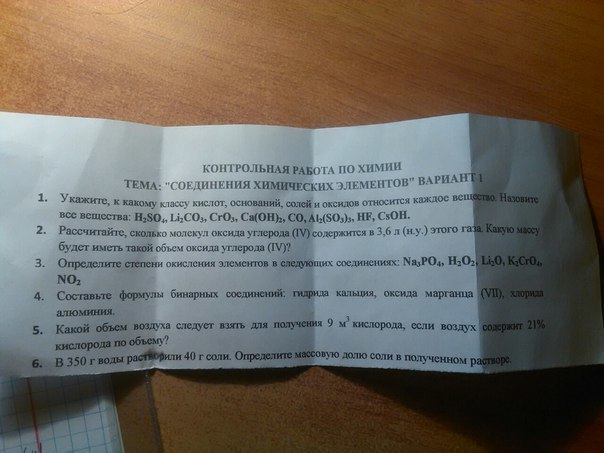 КОНТРОЛЬНАЯ РАБОТА ПО ХИМИИ
ТЕМА: "СОЕДИНЕНИЯ ХИМИЧЕСКИХ ЭЛЕМЕНТОВ" ВАРИАНТ 1
1. Укажите, к какому классу кислот, оснований, солей и оксидов относится каждое вещество. Назовите
все вещества: H₂SO₄, Li₂CO₃, CrO₃, Ca(OH)₂, CO, Al₂(SO₃)₃, HF, CsOH.
2. Рассчитайте, сколько молекул оксида углерода (IV) содержится в 3,6 л (н.у.) этого газа. Какую массу
будет иметь такой объем оксида углерода (IV)?
3. Определите степени окисления элементов в следующих соединениях: Na₃PO₄, H₂O₂, Li₂O, K₂CrO₄,
NO₂
4. Составьте формулы бинарных соединений: гидрида кальция, оксида марганца (VII), хлорида
алюминия.
5. Какой объем воздуха следует взять для получения 9 м³ кислорода, если воздух содержит 21%
кислорода по объему?
6. В 350 г воды растворили 40 г соли. Определите массовую долю соли в полученном растворе.